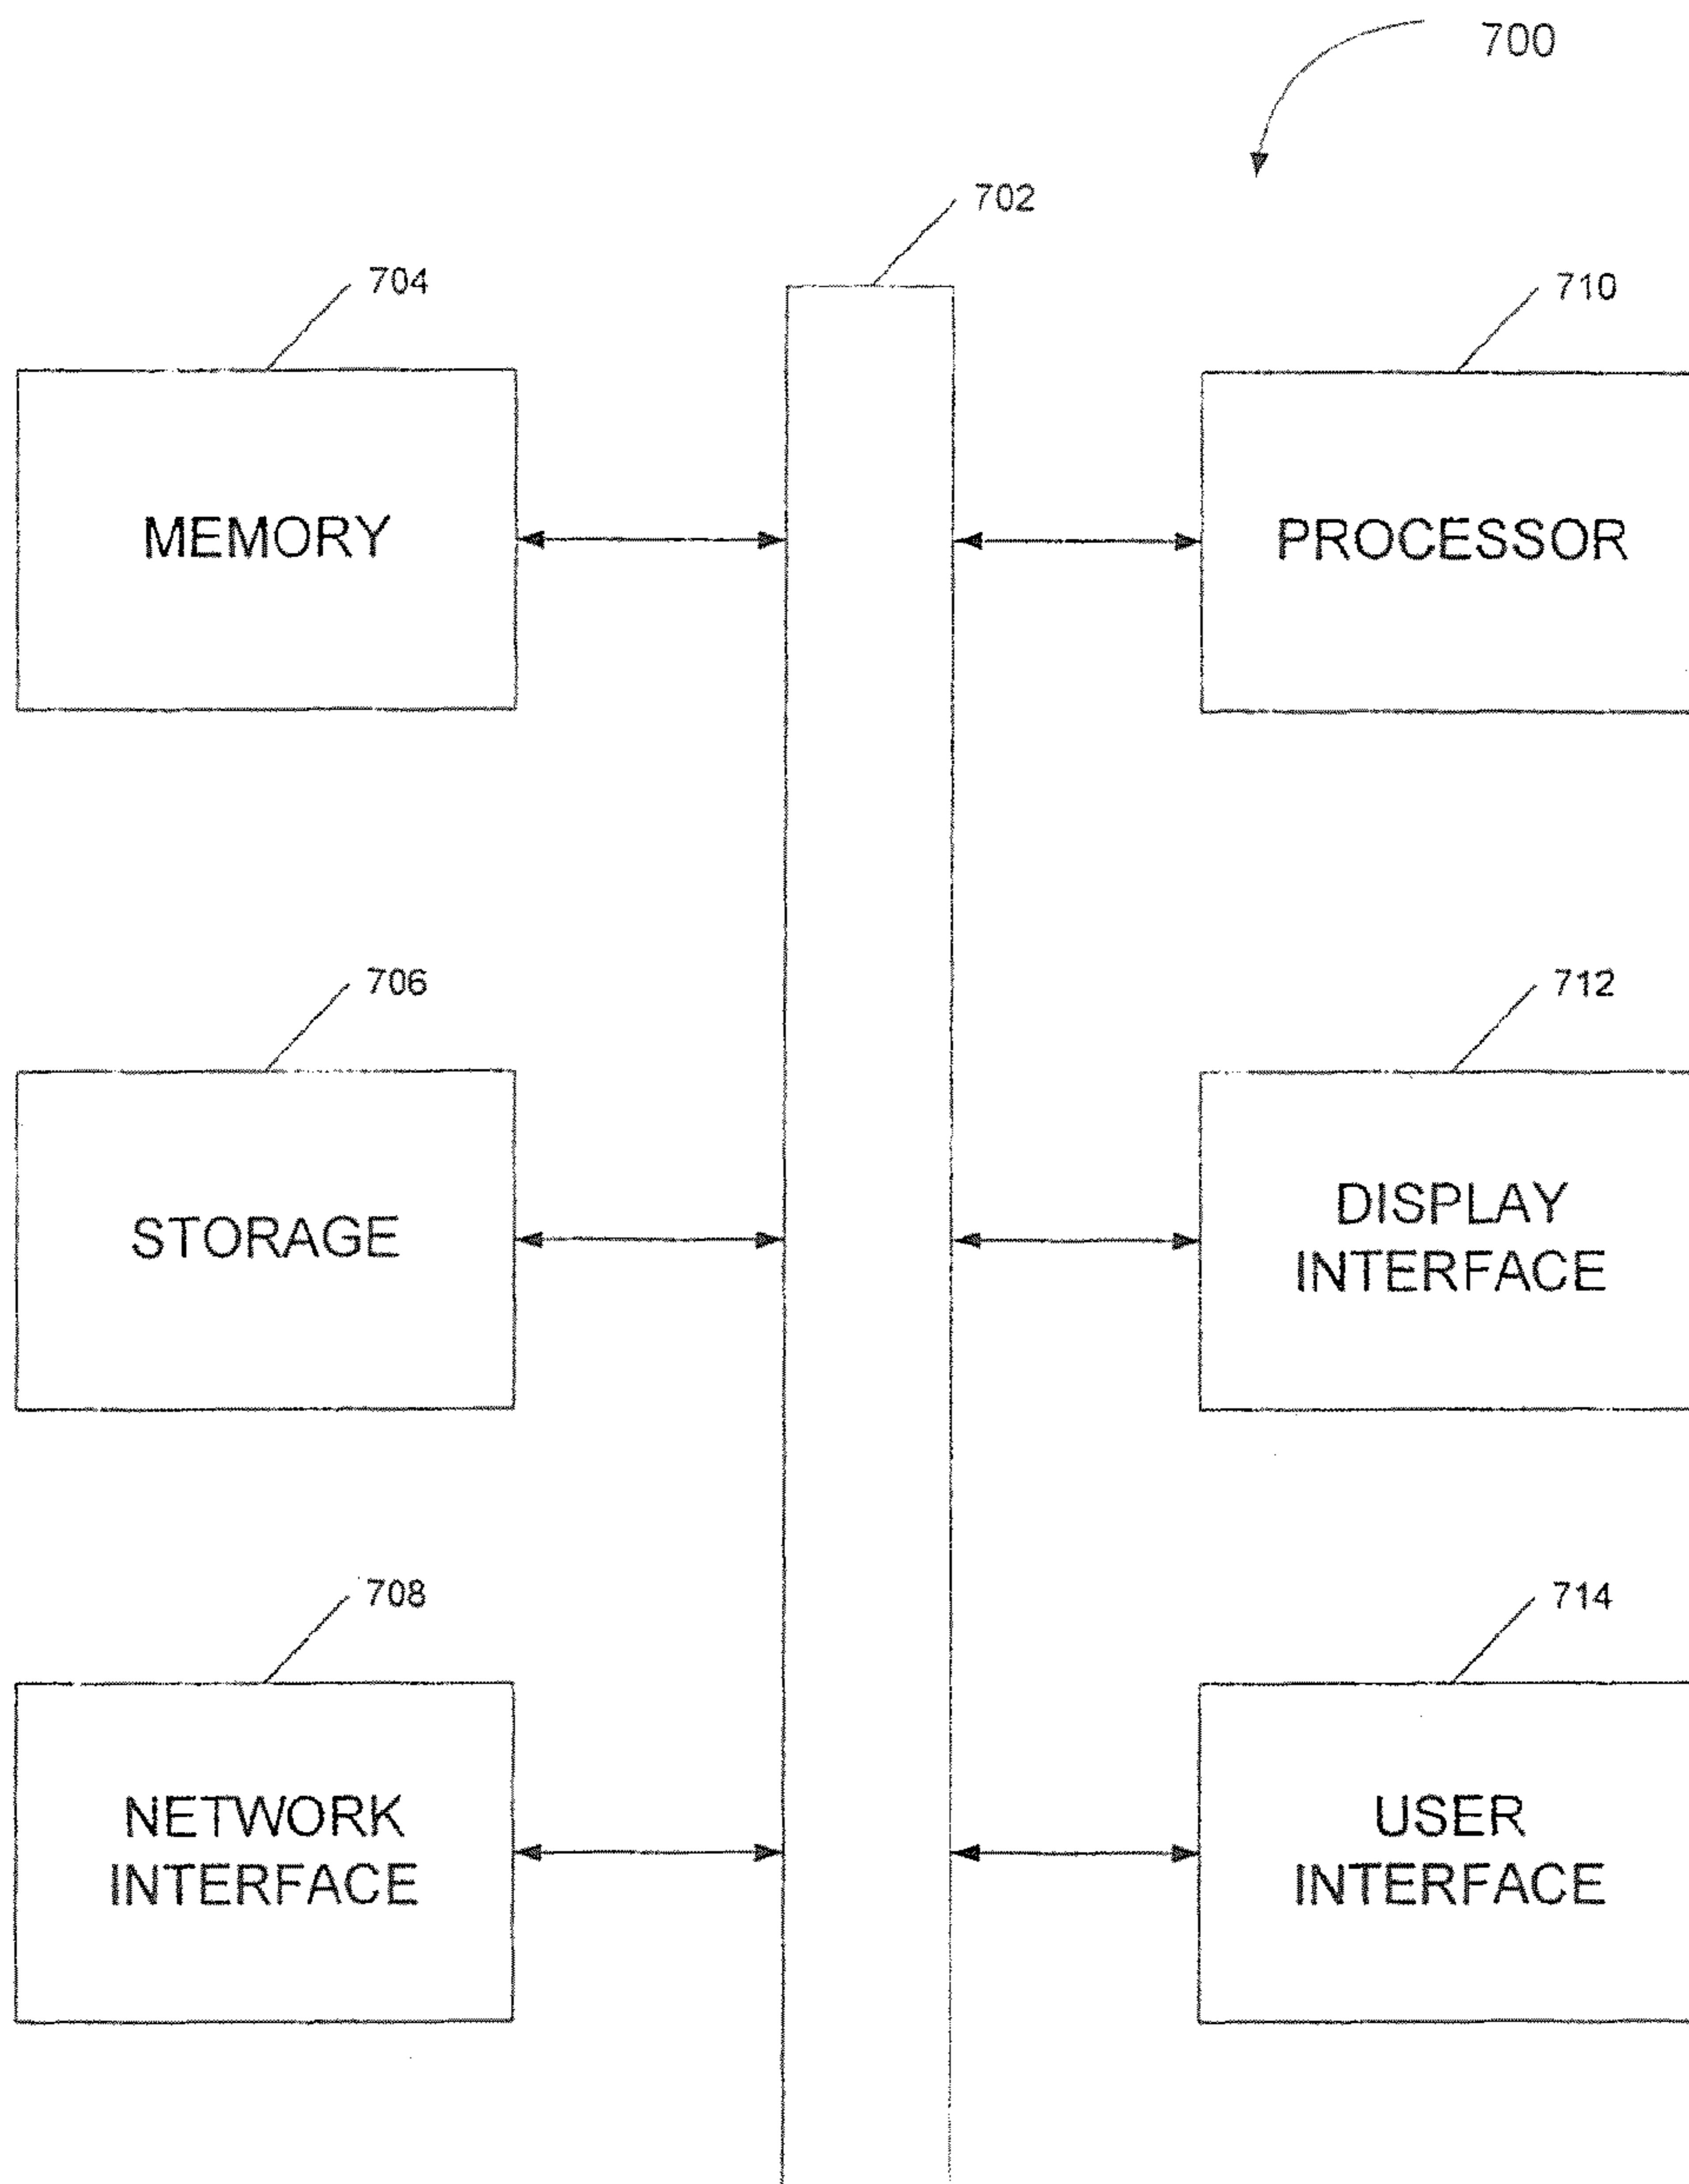 700
702
704
710
MEMORY
PROCESSOR
706
712
STORAGE
DISPLAY
INTERFACE
708
714
NETWORK
INTERFACE
USER
INTERFACE